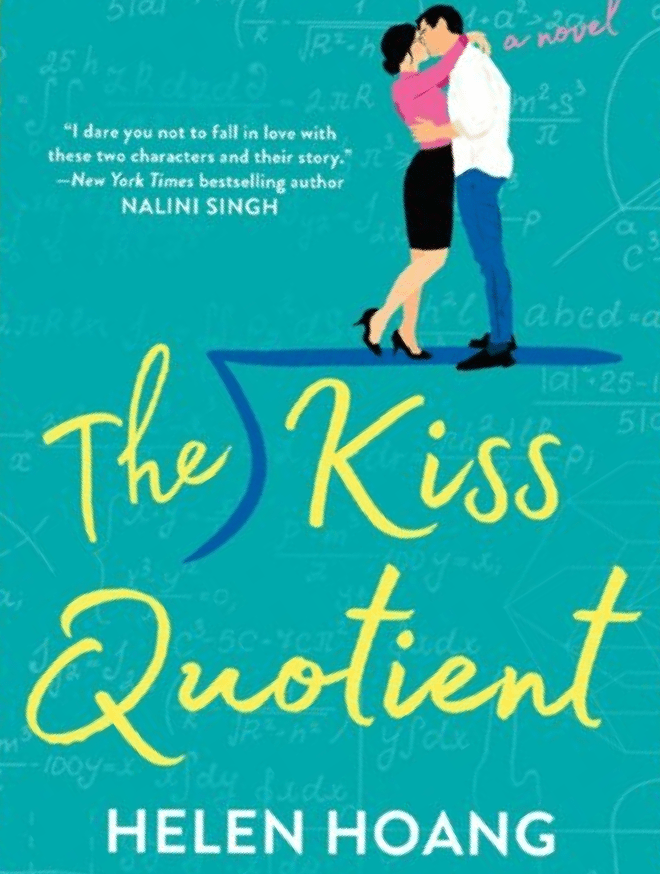 a novel
"I dare you not to fall in love with
these two characters and their story."
—New York Times bestselling author
NALINI SINGH
The Kiss
Quotient
HELEN HOANG